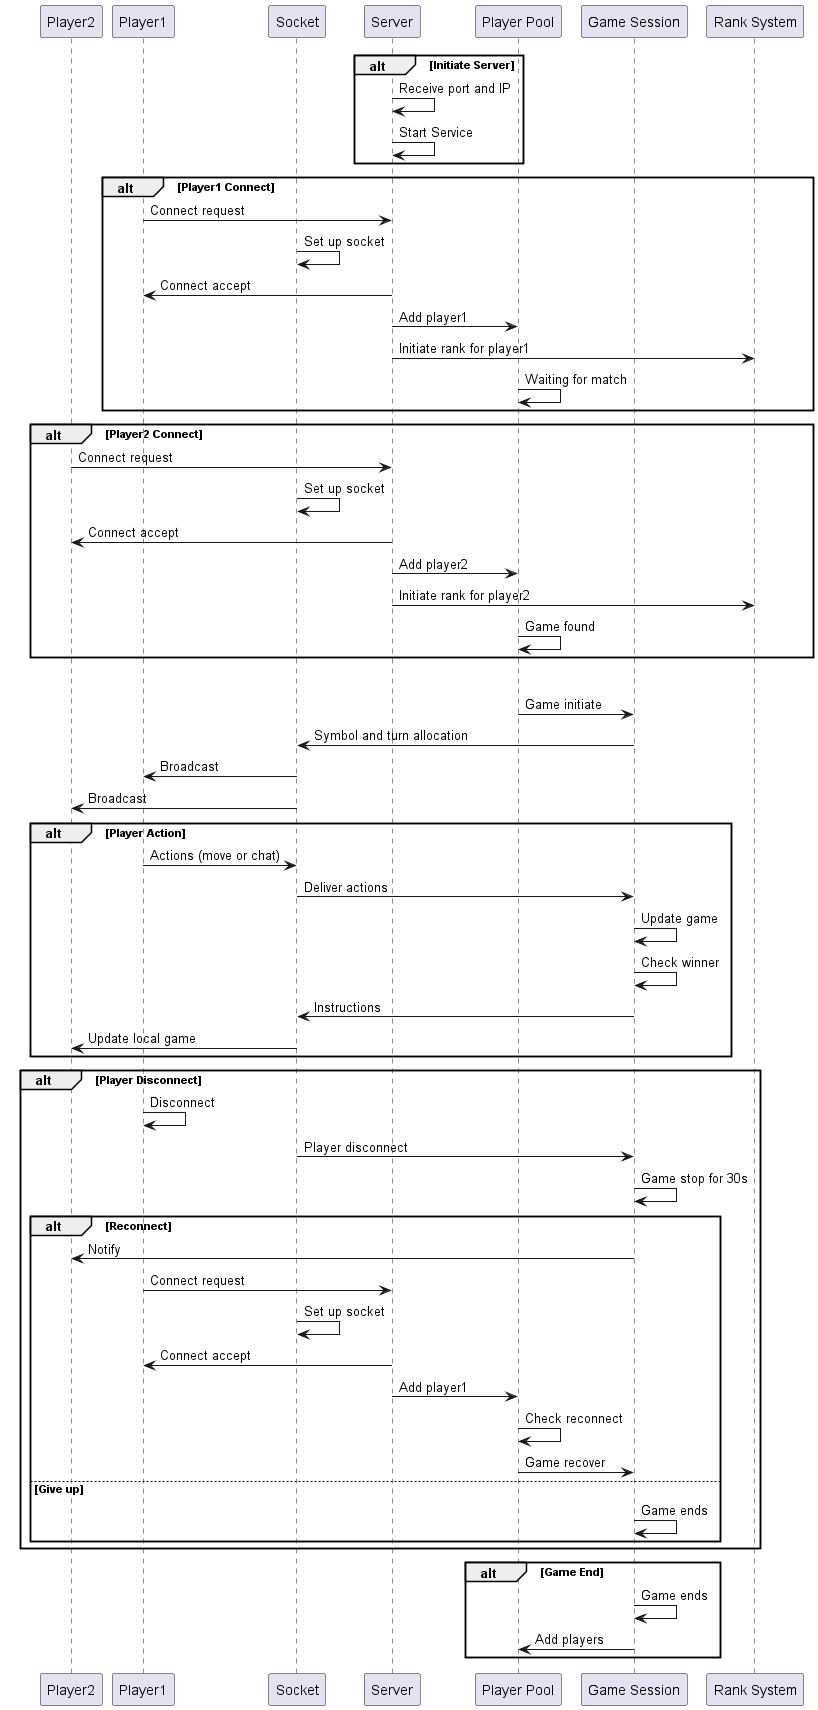 Player2 Player1 Socket Server Player Pool Game Session Rank System
alt [Initiate Server]
Receive port and IP
Start Service
alt [Player1 Connect]
Connect request
Set up socket
Connect accept
Add player1
Initiate rank for player1
Waiting for match
alt [Player2 Connect]
Connect request
Set up socket
Connect accept
Add player2
Initiate rank for player2
Game found
Game initiate
Symbol and turn allocation
Broadcast
Broadcast
alt [Player Action]
Actions (move or chat)
Deliver actions
Update game
Check winner
Instructions
Update local game
alt [Player Disconnect]
Disconnect
Player disconnect
Game stop for 30s
alt [Reconnect]
Notify
Connect request
Set up socket
Connect accept
Add player1
Check reconnect
Game recover
[Give up]
Game ends
alt [Game End]
Game ends
Add players
Player2 Player1 Socket Server Player Pool Game Session Rank System